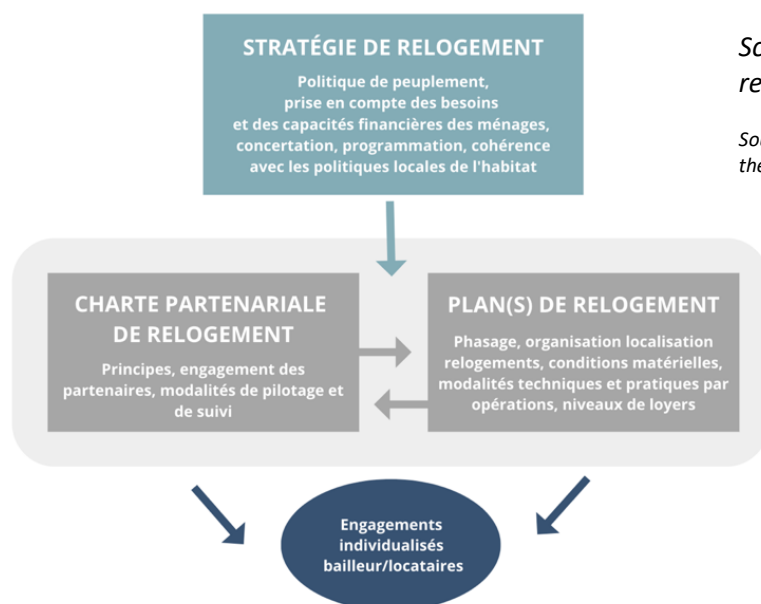 STRATÉGIE DE RELOGEMENT
Politique de peuplement,
prise en compte des besoins
et des capacités financières des ménages,
concertation, programmation, cohérence
avec les politiques locales de l'habitat
CHARTE PARTENARIALE
DE RELOGEMENT
Principes, engagement des
partenaires, modalités de pilotage et
de suivi
PLAN(S) DE RELOGEMENT
Phasage, organisation localisation
relogements, conditions matérielles,
modalités techniques et pratiques par
opérations, niveaux de loyers
Engagements
individualisés
bailleur/locataires